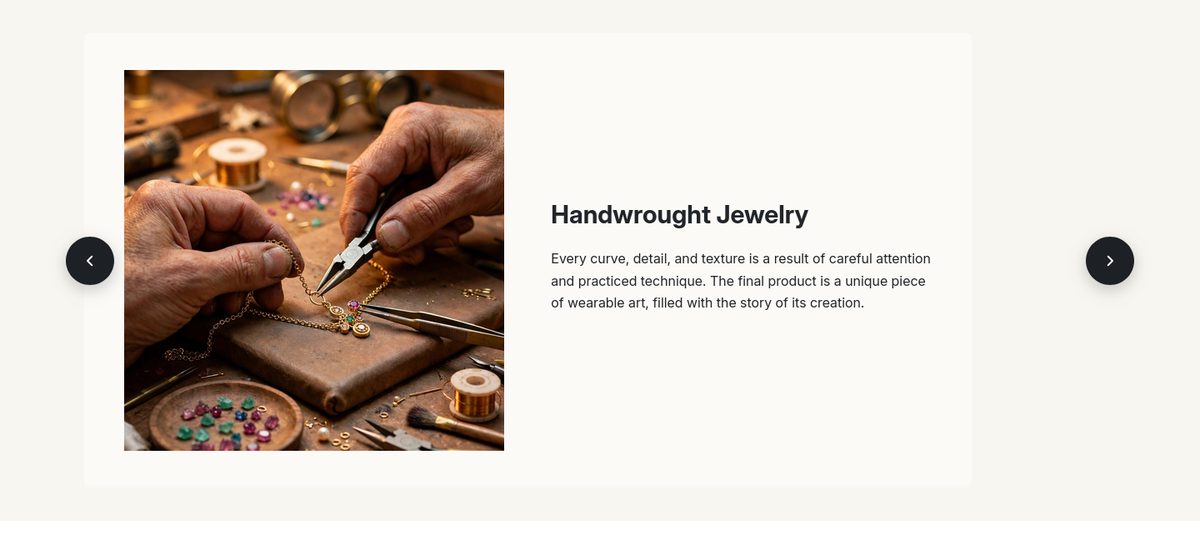 Handwrought Jewelry
Every curve, detail, and texture is a result of careful attention
and practiced technique. The final product is a unique piece
of wearable art, filled with the story of its creation.